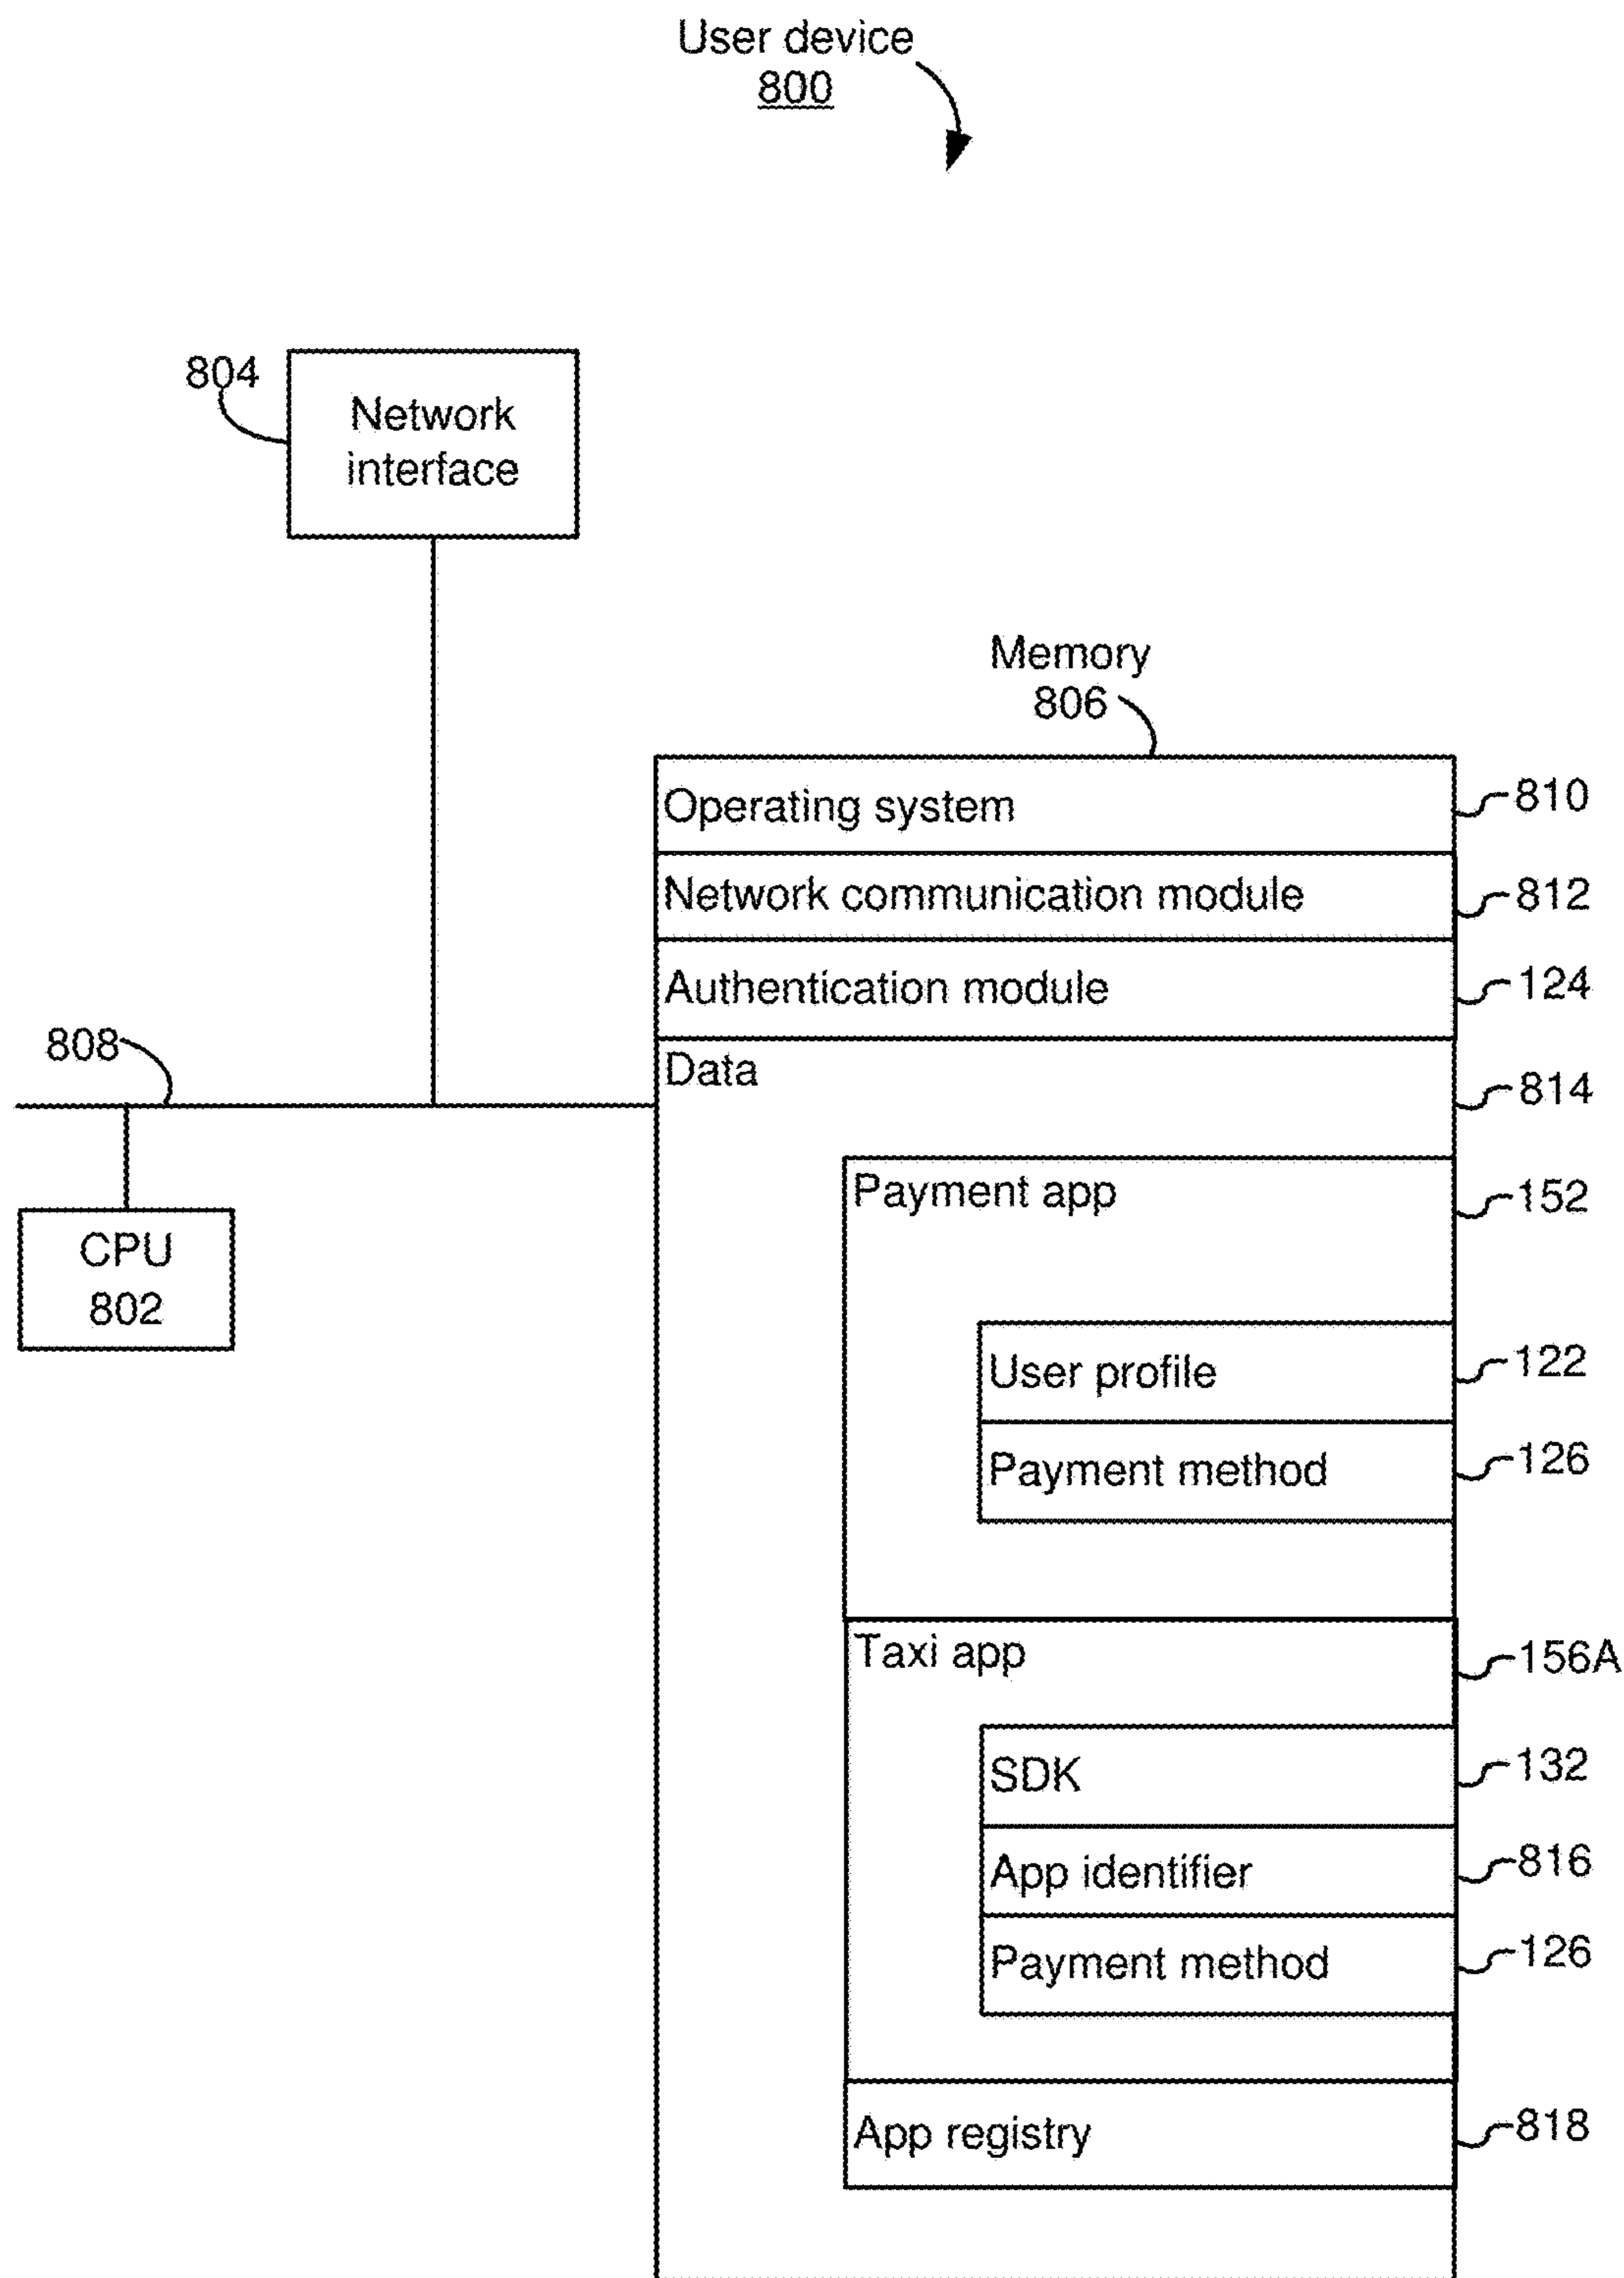 User device
800
804
Network
interface
Memory
806
Operating system
810
Network communication module
812
Authentication module
124
808
Data
814
Payment app
152
CPU
802
User profile
122
Payment method
126
Taxi app
156A
SDK
132
App identifier
816
Payment method
126
App registry
818